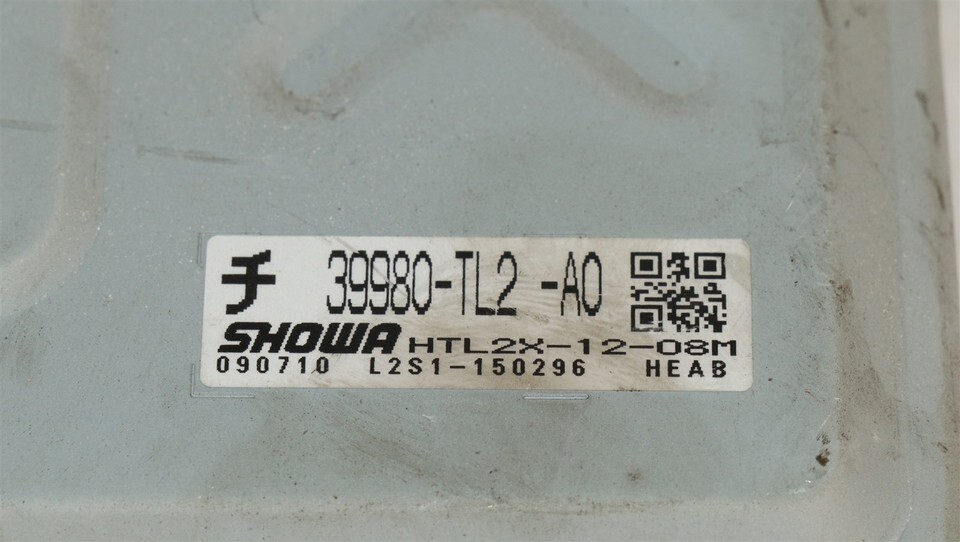 チ 39980-TL2 -A0
SHOWA HTL2X-12-08M
090710 L2S1-150296 HEAB